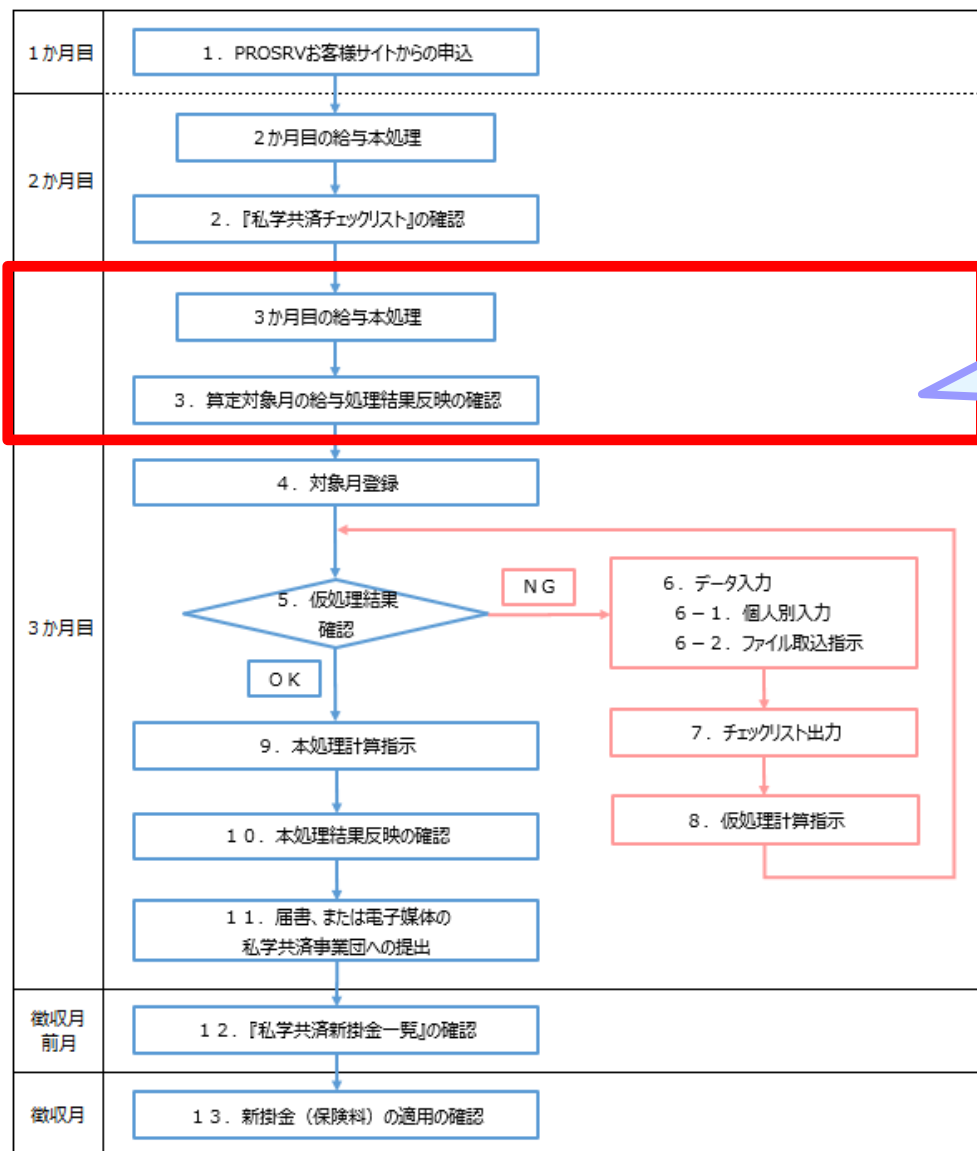 1か月目
1．PROSRVお客様サイトからの申込
2か月目
2か月目の給与本処理
2．『私学共済チェックリスト』の確認
3か月目の給与本処理
3．算定対象月の給与処理結果反映の確認
3か月目
4．対象月登録
5．仮処理結果
確認
NG
OK
6．データ入力
6－1．個人別入力
6－2．ファイル取込指示
7．チェックリスト出力
8．仮処理計算指示
9．本処理計算指示
10．本処理結果反映の確認
11．届書、または電子媒体の
私学共済事業団への提出
徴収月
前月
12．『私学共済新掛金一覧』の確認
徴収月
13．新掛金（保険料）の適用の確認